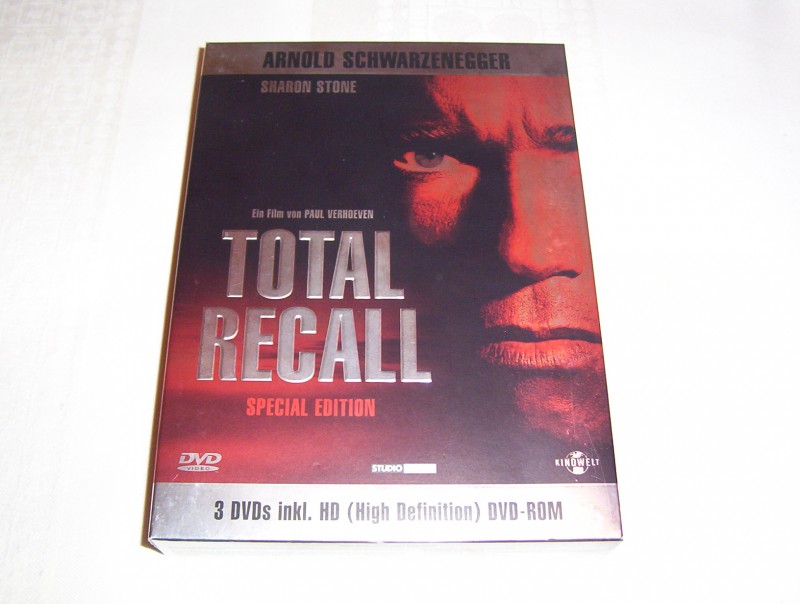 ARNOLD SCHWARZENEGGER
SHARON STONE
Ein Film von PAUL VERHOEVEN
TOTAL
RECALL
SPECIAL EDITION
DVD
VIDEO
STUDIO
KINOWELT
3 DVDs inkl. HD (High Definition) DVD-ROM